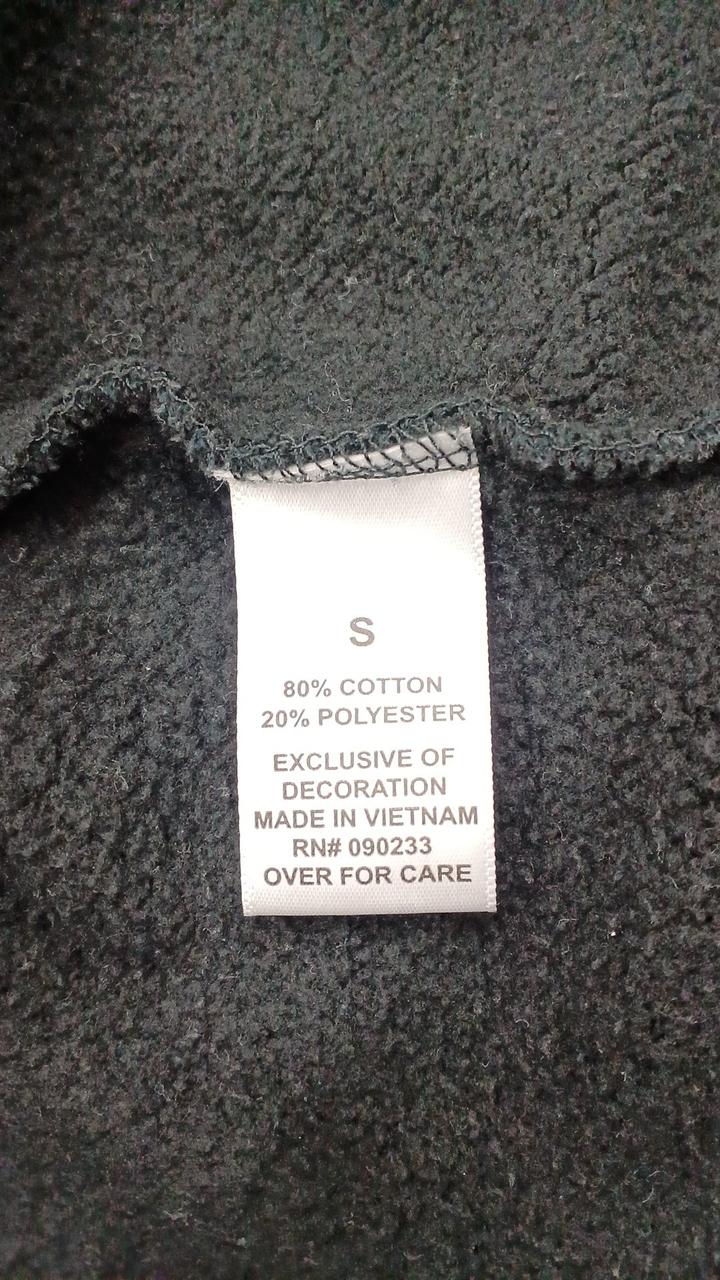 S
80% COTTON
20% POLYESTER
EXCLUSIVE OF
DECORATION
MADE IN VIETNAM
RN# 090233
OVER FOR CARE